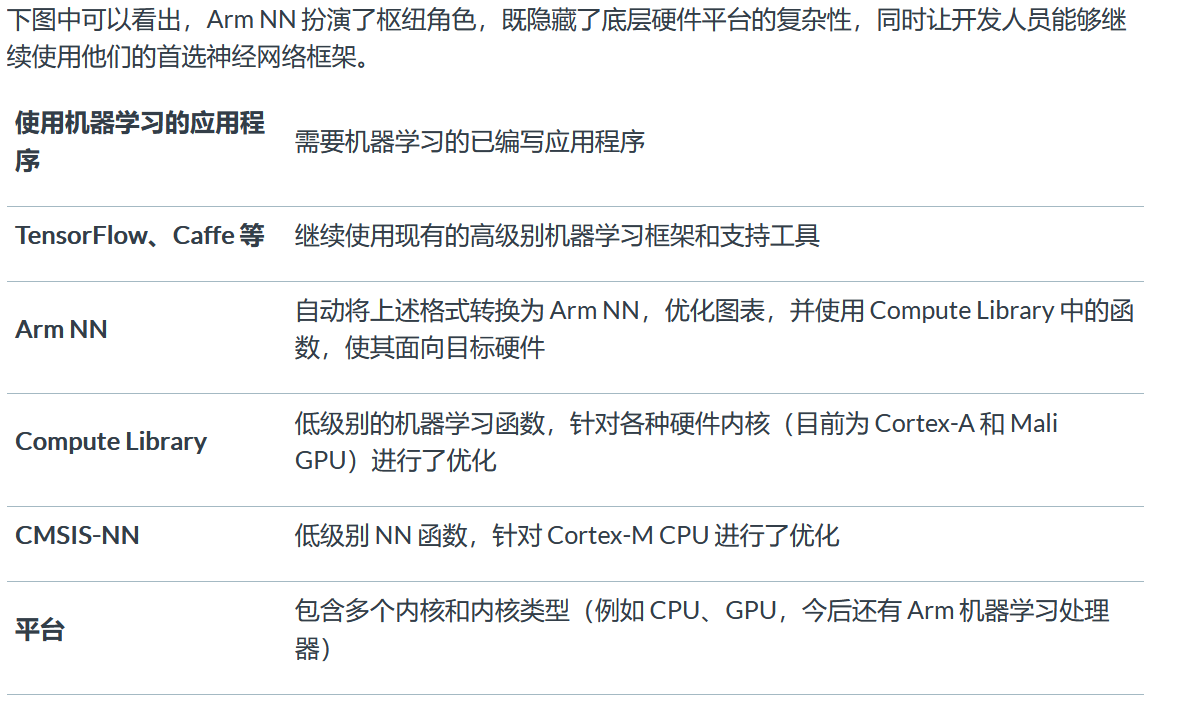 下图中可以看出，Arm NN 扮演了枢纽角色，既隐藏了底层硬件平台的复杂性，同时让开发人员能够继
续使用他们的首选神经网络框架。
使用机器学习的应用程
序
需要机器学习的已编写应用程序
TensorFlow、Caffe 等
继续使用现有的高级别机器学习框架和支持工具
Arm NN
自动将上述格式转换为 Arm NN，优化图表，并使用 Compute Library 中的函
数，使其面向目标硬件
Compute Library
低级别的机器学习函数，针对各种硬件内核（目前为 Cortex-A 和 Mali
GPU）进行了优化
CMSIS-NN
低级别 NN 函数，针对 Cortex-M CPU 进行了优化
平台
包含多个内核和内核类型（例如 CPU、GPU，今后还有 Arm 机器学习处理
器）